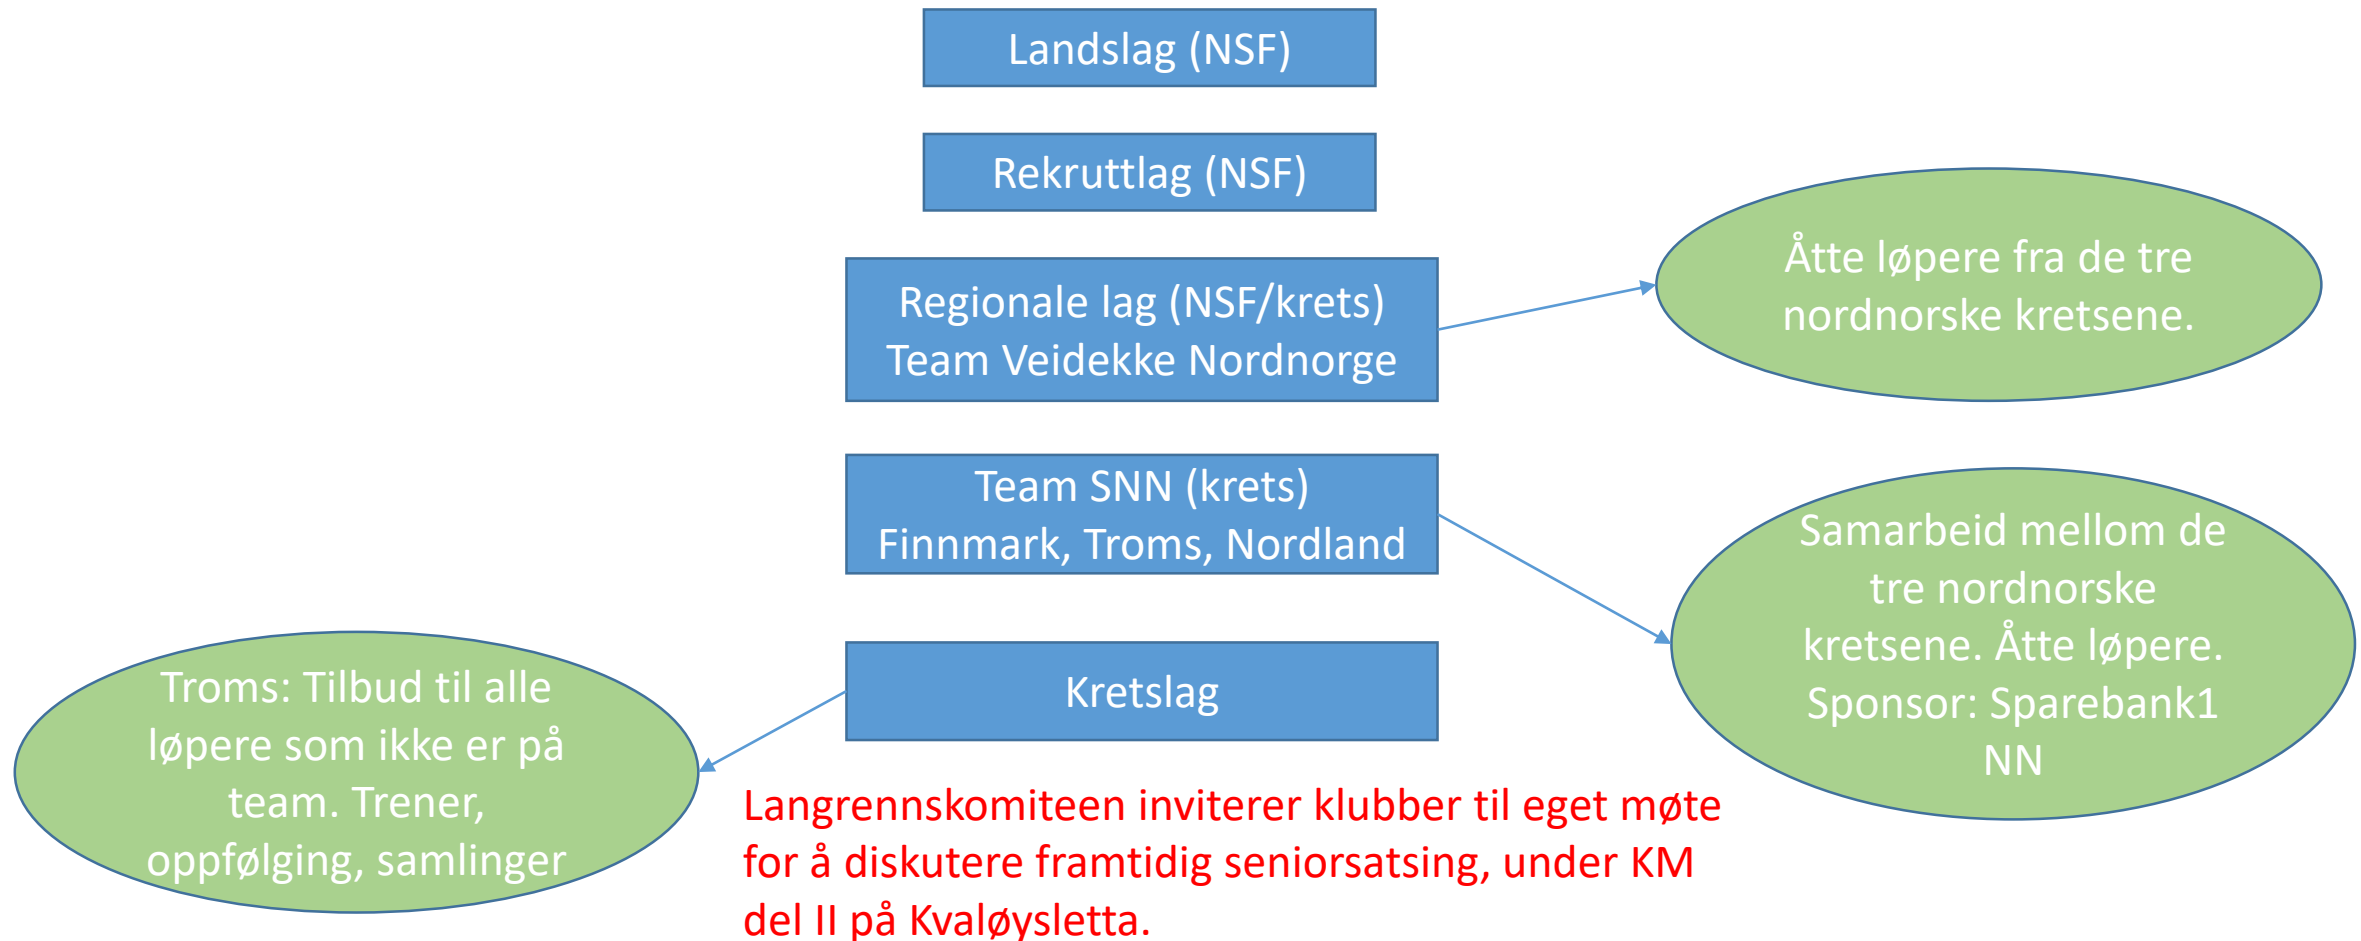 Landslag (NSF)
Rekruttlag (NSF)
Regionale lag (NSF/krets)
Team Veidekke Nordnorge
Åtte løpere fra de tre
nordnorske kretsene.
Team SNN (krets)
Finnmark, Troms, Nordland
Samarbeid mellom de
tre nordnorske
kretsene. Åtte løpere.
Sponsor: Sparebank1
NN
Kretslag
Troms: Tilbud til alle
løpere som ikke er på
team. Trener,
oppfølging, samlinger
Langrennskomiteen inviterer klubber til eget møte
for å diskutere framtidig seniorsatsing, under KM
del II på Kvaløysletta.